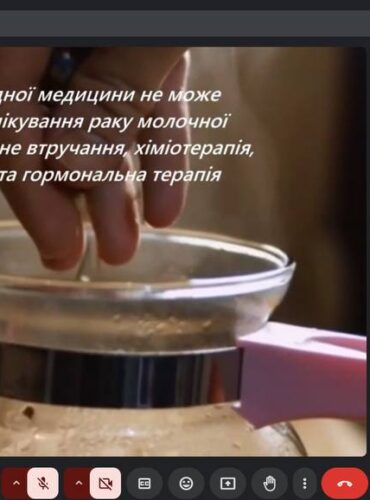 дної медицини не може
лікування раку молочної
не втручання, хіміотерапія,
та гормональна терапія